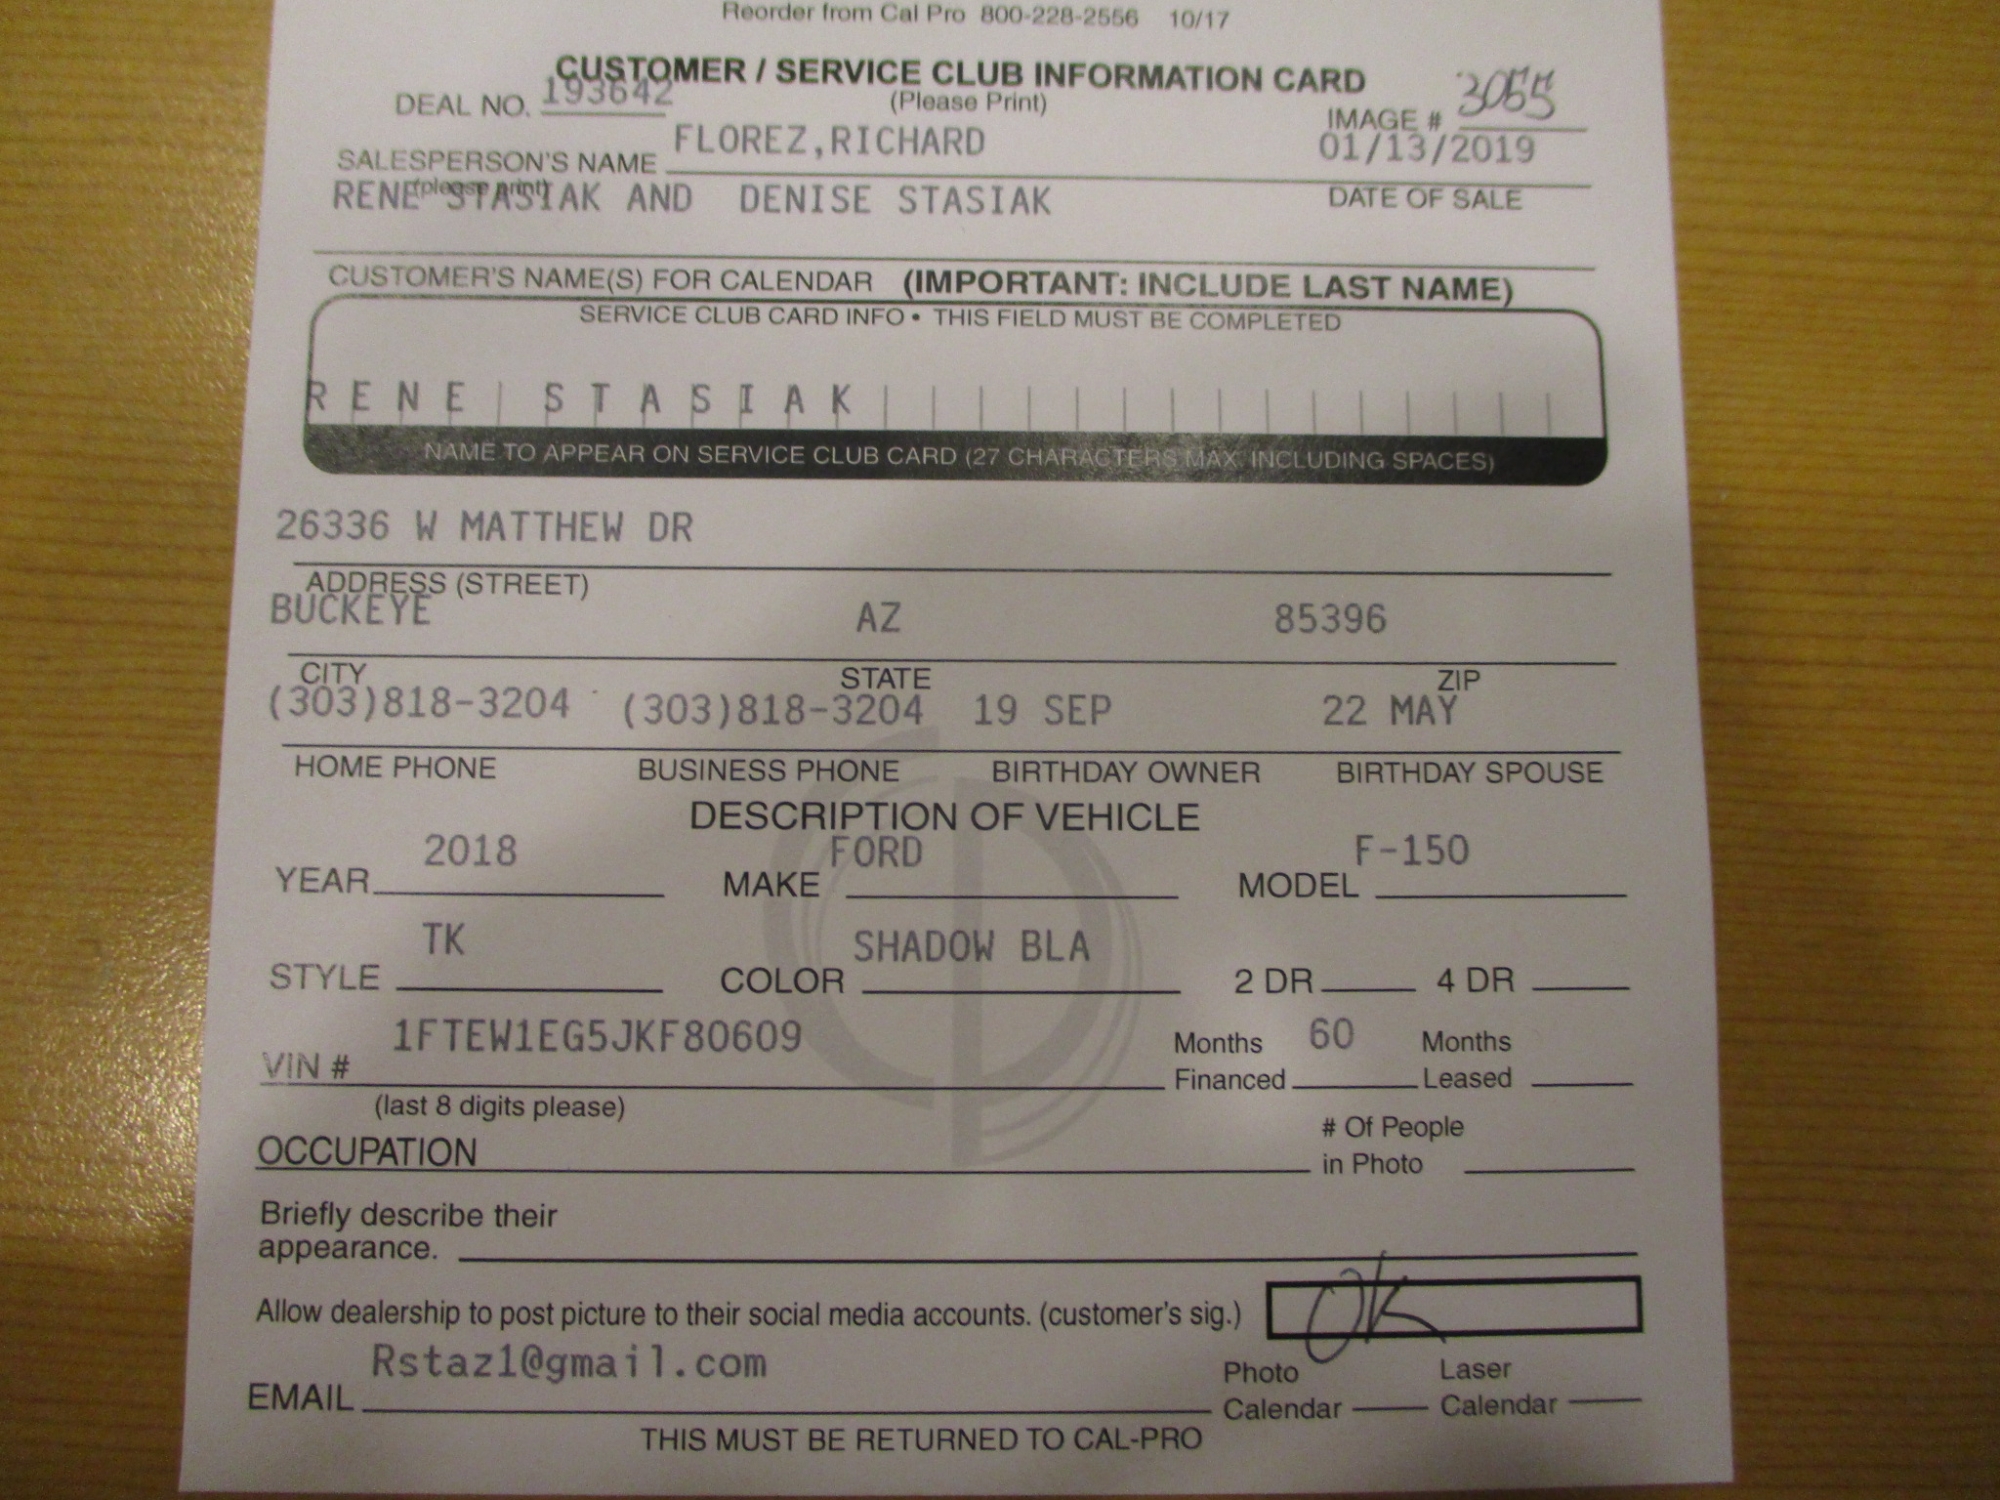 Reorder from Cal Pro 800-228-2556 10/17
CUSTOMER / SERVICE CLUB INFORMATION CARD
DEAL NO. 193642 (Please Print) IMAGE # 3055
SALESPERSON'S NAME FLOREZ,RICHARD 01/13/2019
(please print)
RENE STASIAK AND DENISE STASIAK DATE OF SALE
CUSTOMER'S NAME(S) FOR CALENDAR (IMPORTANT: INCLUDE LAST NAME)
SERVICE CLUB CARD INFO • THIS FIELD MUST BE COMPLETED
RENE STASIAK
NAME TO APPEAR ON SERVICE CLUB CARD (27 CHARACTERS MAX. INCLUDING SPACES)
26336 W MATTHEW DR
ADDRESS (STREET)
BUCKEYE AZ 85396
CITY STATE ZIP
(303)818-3204 (303)818-3204 19 SEP 22 MAY
HOME PHONE BUSINESS PHONE BIRTHDAY OWNER BIRTHDAY SPOUSE
DESCRIPTION OF VEHICLE
YEAR 2018 MAKE FORD MODEL F-150
STYLE TK COLOR SHADOW BLA 2 DR 4 DR
VIN # 1FTEW1EG5JKF80609 Months Financed 60 Months Leased
(last 8 digits please)
OCCUPATION # Of People in Photo
Briefly describe their
appearance.
Allow dealership to post picture to their social media accounts. (customer's sig.) OK
EMAIL Rstaz1@gmail.com Photo Calendar Laser Calendar
THIS MUST BE RETURNED TO CAL-PRO